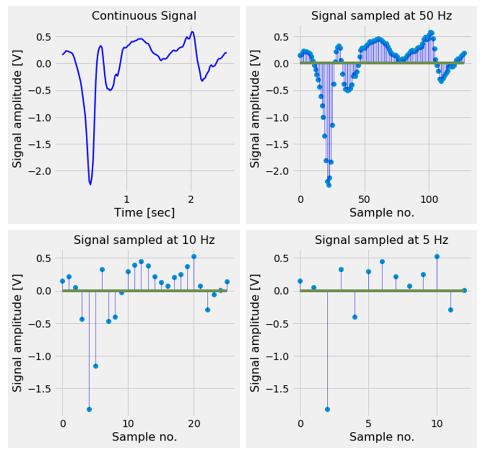 Continuous Signal
Signal amplitude [V]
0.5
0.0
−0.5
−1.0
−1.5
−2.0
1
2
Time [sec]
Signal sampled at 50 Hz
Signal amplitude [V]
0.5
0.0
−0.5
−1.0
−1.5
−2.0
0
50
100
Sample no.
Signal sampled at 10 Hz
Signal amplitude [V]
0.5
0.0
−0.5
−1.0
−1.5
0
10
20
Sample no.
Signal sampled at 5 Hz
Signal amplitude [V]
0.5
0.0
−0.5
−1.0
−1.5
0
5
10
Sample no.